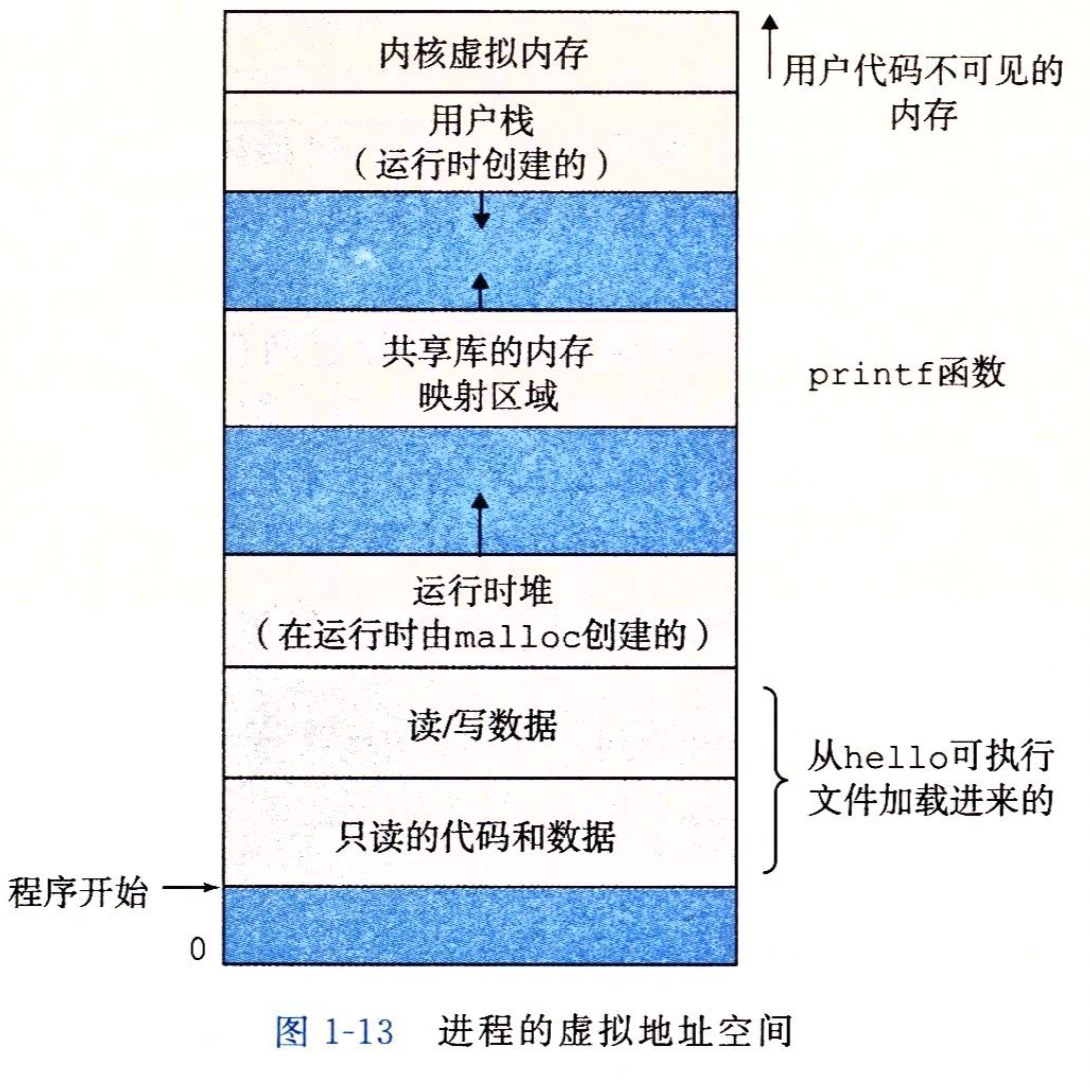 内核虚拟内存
用户代码不可见的
内存
用户栈
（运行时创建的）
共享库的内存
映射区域
printf函数
运行时堆
（在运行时由malloc创建的）
读/写数据
从hello可执行
文件加载进来的
只读的代码和数据
程序开始
0
图 1-13 进程的虚拟地址空间